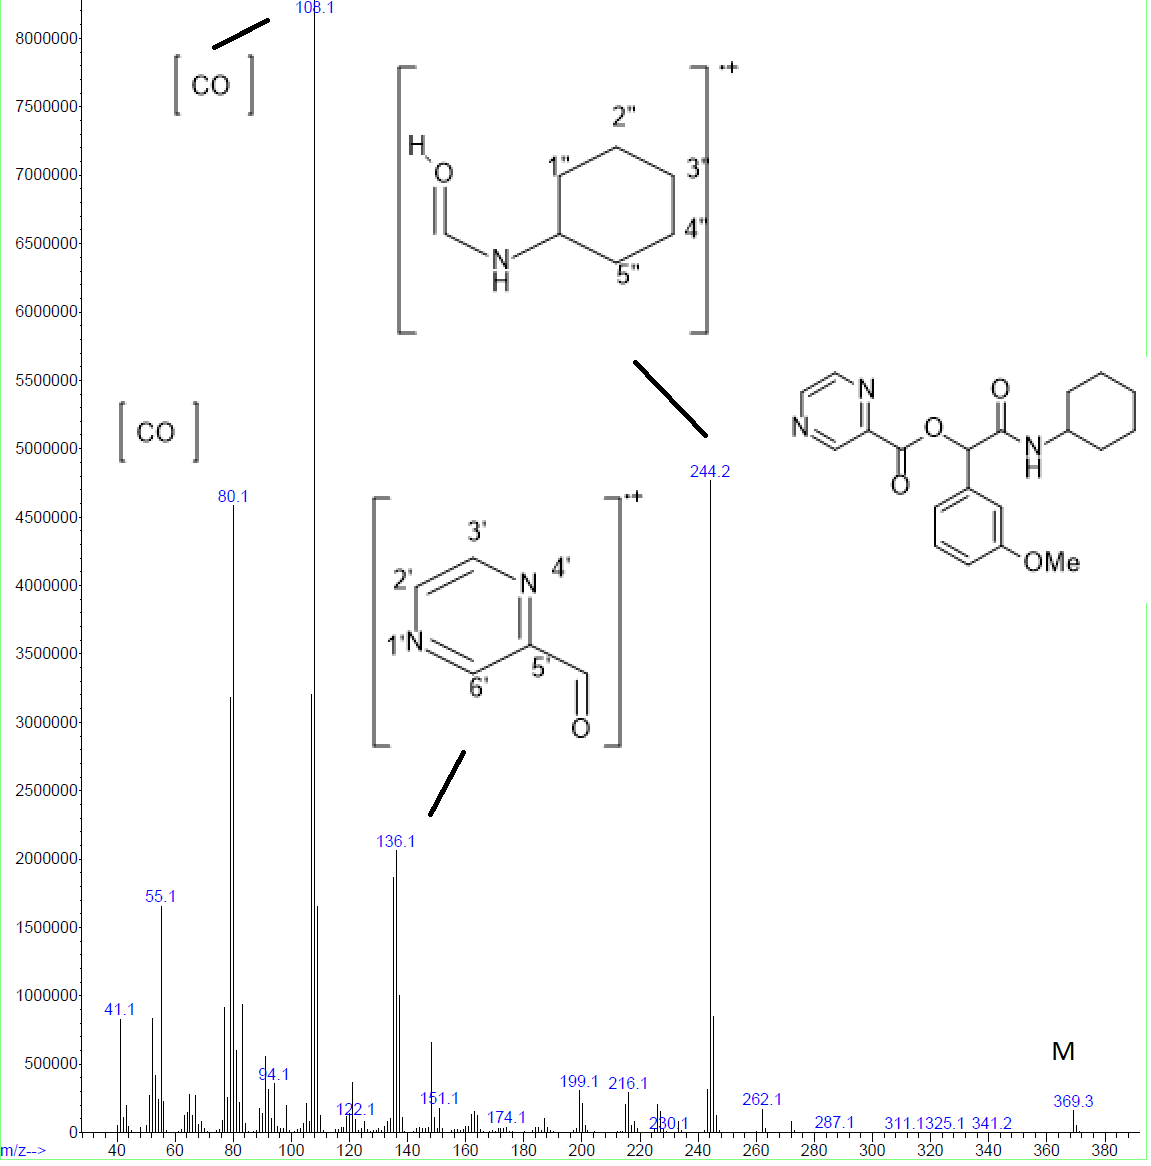 108.1
8000000
[ CO ]
7500000
7000000
6500000
6000000
5500000
5000000
4500000
4000000
3500000
3000000
2500000
2000000
1500000
1000000
500000
0
·+
H
O
N
H
1"
2"
3"
4"
5"
[ CO ]
80.1
244.2
·+
3'
2'
N
4'
1'N
5'
6'
O
N
N
O
O
O
N
H
OMe
136.1
55.1
41.1
M
94.1
122.1
151.1
174.1
199.1
216.1
230.1
262.1
287.1
311.1
325.1
341.2
369.3
m/z-->
40 60 80 100 120 140 160 180 200 220 240 260 280 300 320 340 360 380